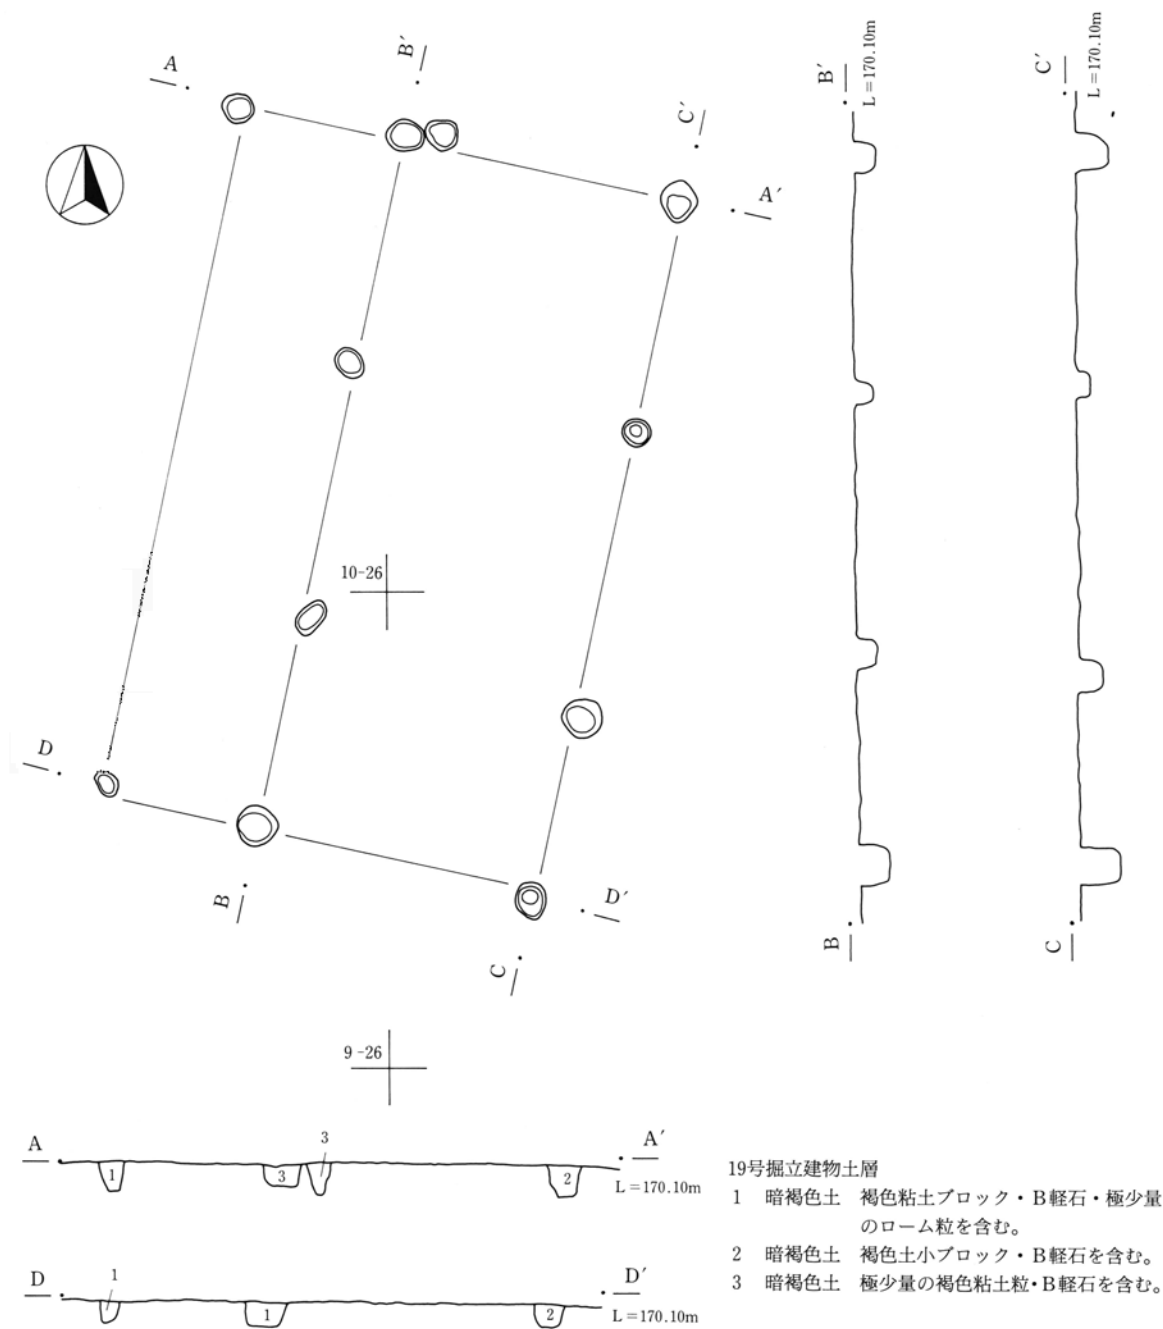 A
B′
C′
A′
B′
L=170.10m
C′
L=170.10m
10-26
D
B
D′
C
B
C
9-26
A
3
A′
1
3
2
L=170.10m
D
1
D′
1
2
L=170.10m
19号掘立建物土層
1 暗褐色土 褐色粘土ブロック・B軽石・極少量
のローム粒を含む。
2 暗褐色土 褐色土小ブロック・B軽石を含む。
3 暗褐色土 極少量の褐色粘土粒・B軽石を含む。